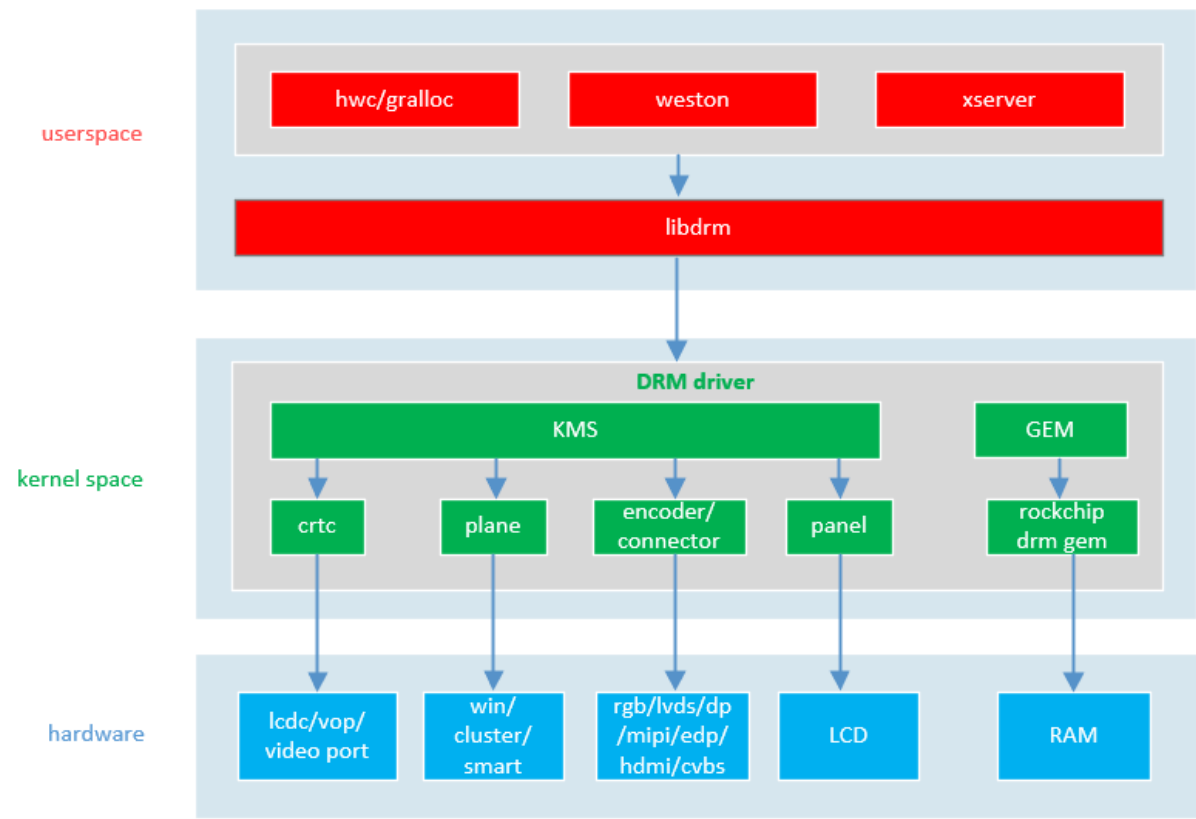 hwc/gralloc
weston
xserver
userspace
libdrm
DRM driver
KMS
GEM
kernel space
crtc
plane
encoder/
connector
panel
rockchip
drm gem
hardware
lcdc/vop/
video port
win/
cluster/
smart
rgb/lvds/dp
/mipi/edp/
hdmi/cvbs
LCD
RAM